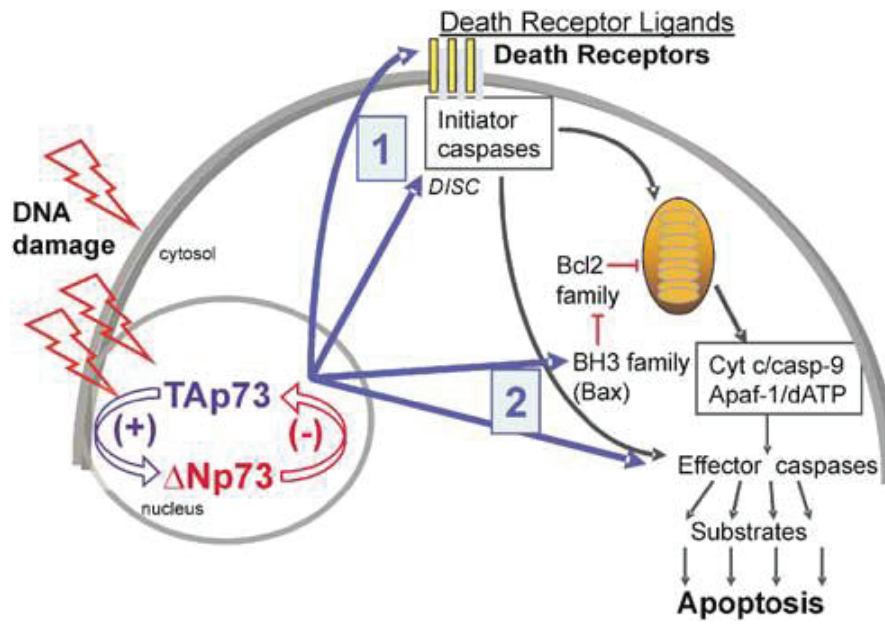 Death Receptor Ligands
Death Receptors
Initiator
caspases
DISC
1
DNA
damage
cytosol
Bcl2
family
BH3 family
(Bax)
2
Cyt c/casp-9
Apaf-1/dATP
TAp73
(+)
(-)
ΔNp73
nucleus
Effector caspases
Substrates
Apoptosis